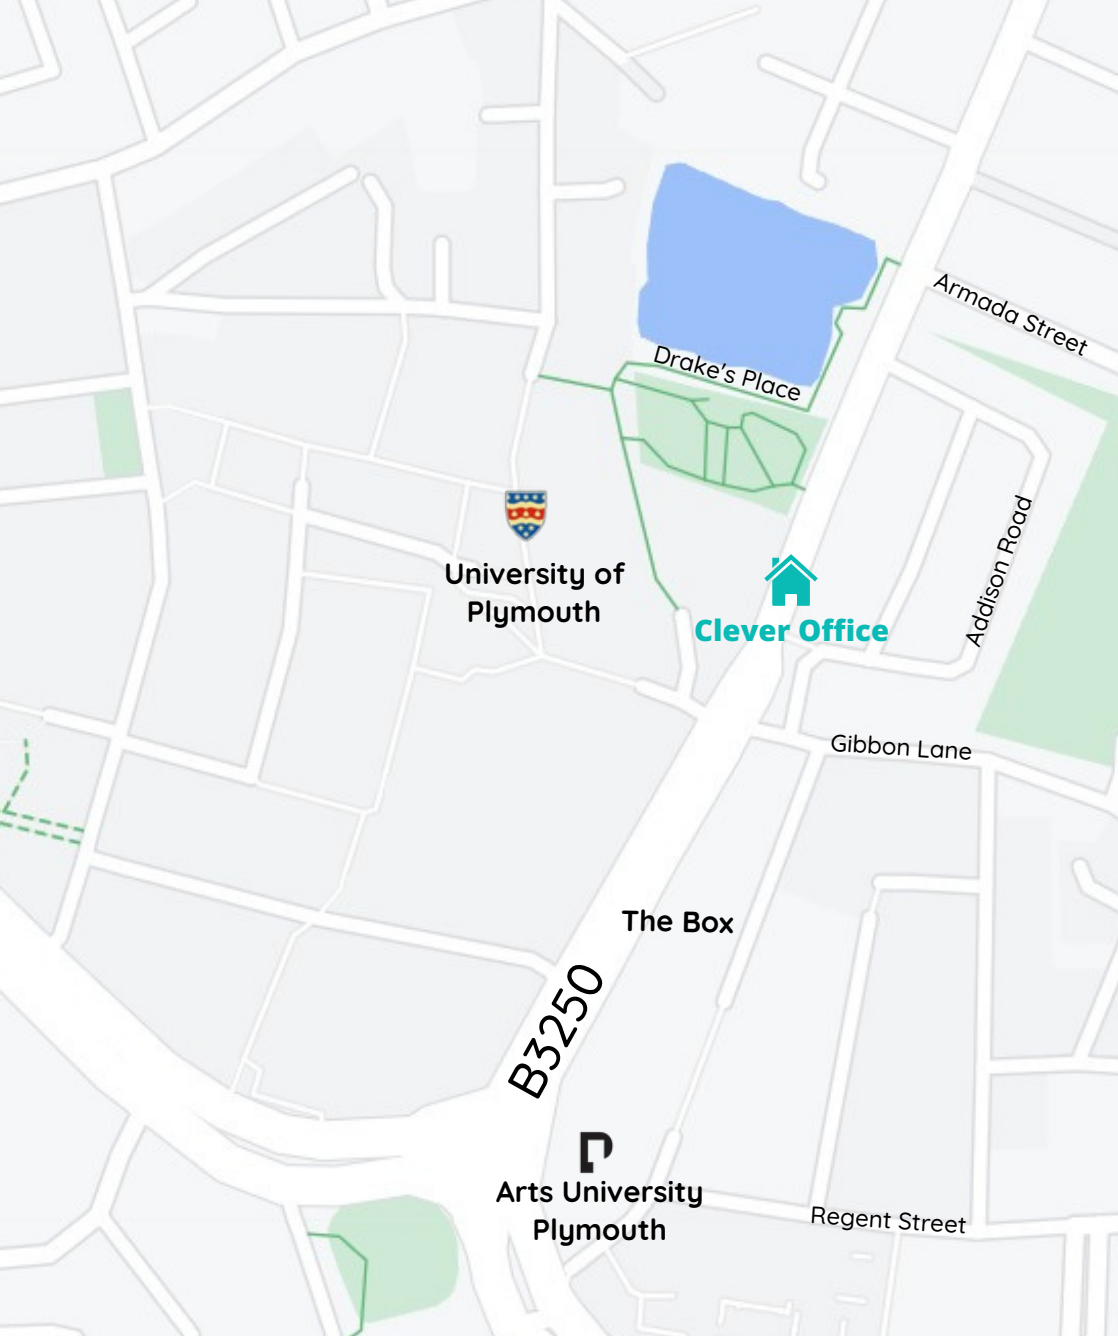 Armada Street
Drake's Place
Addison Road
University of
Plymouth
Clever Office
Gibbon Lane
The Box
B3250
Arts University
Plymouth
Regent Street